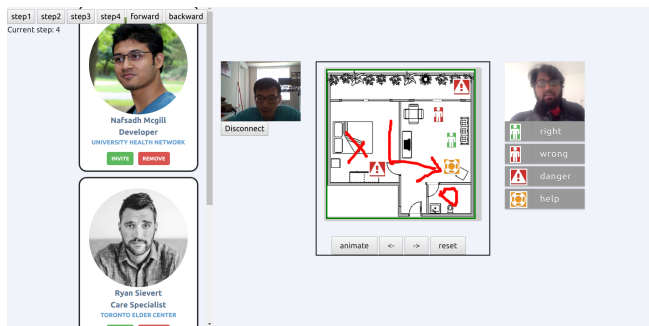 step1 step2 step3 step4 forward backward
Current step: 4
Nafsadh Mcgill
Developer
UNIVERSITY HEALTH NETWORK
INVITE REMOVE
Ryan Sievert
Care Specialist
TORONTO ELDER CENTER
Disconnect
animate <- -> reset
right
wrong
danger
help